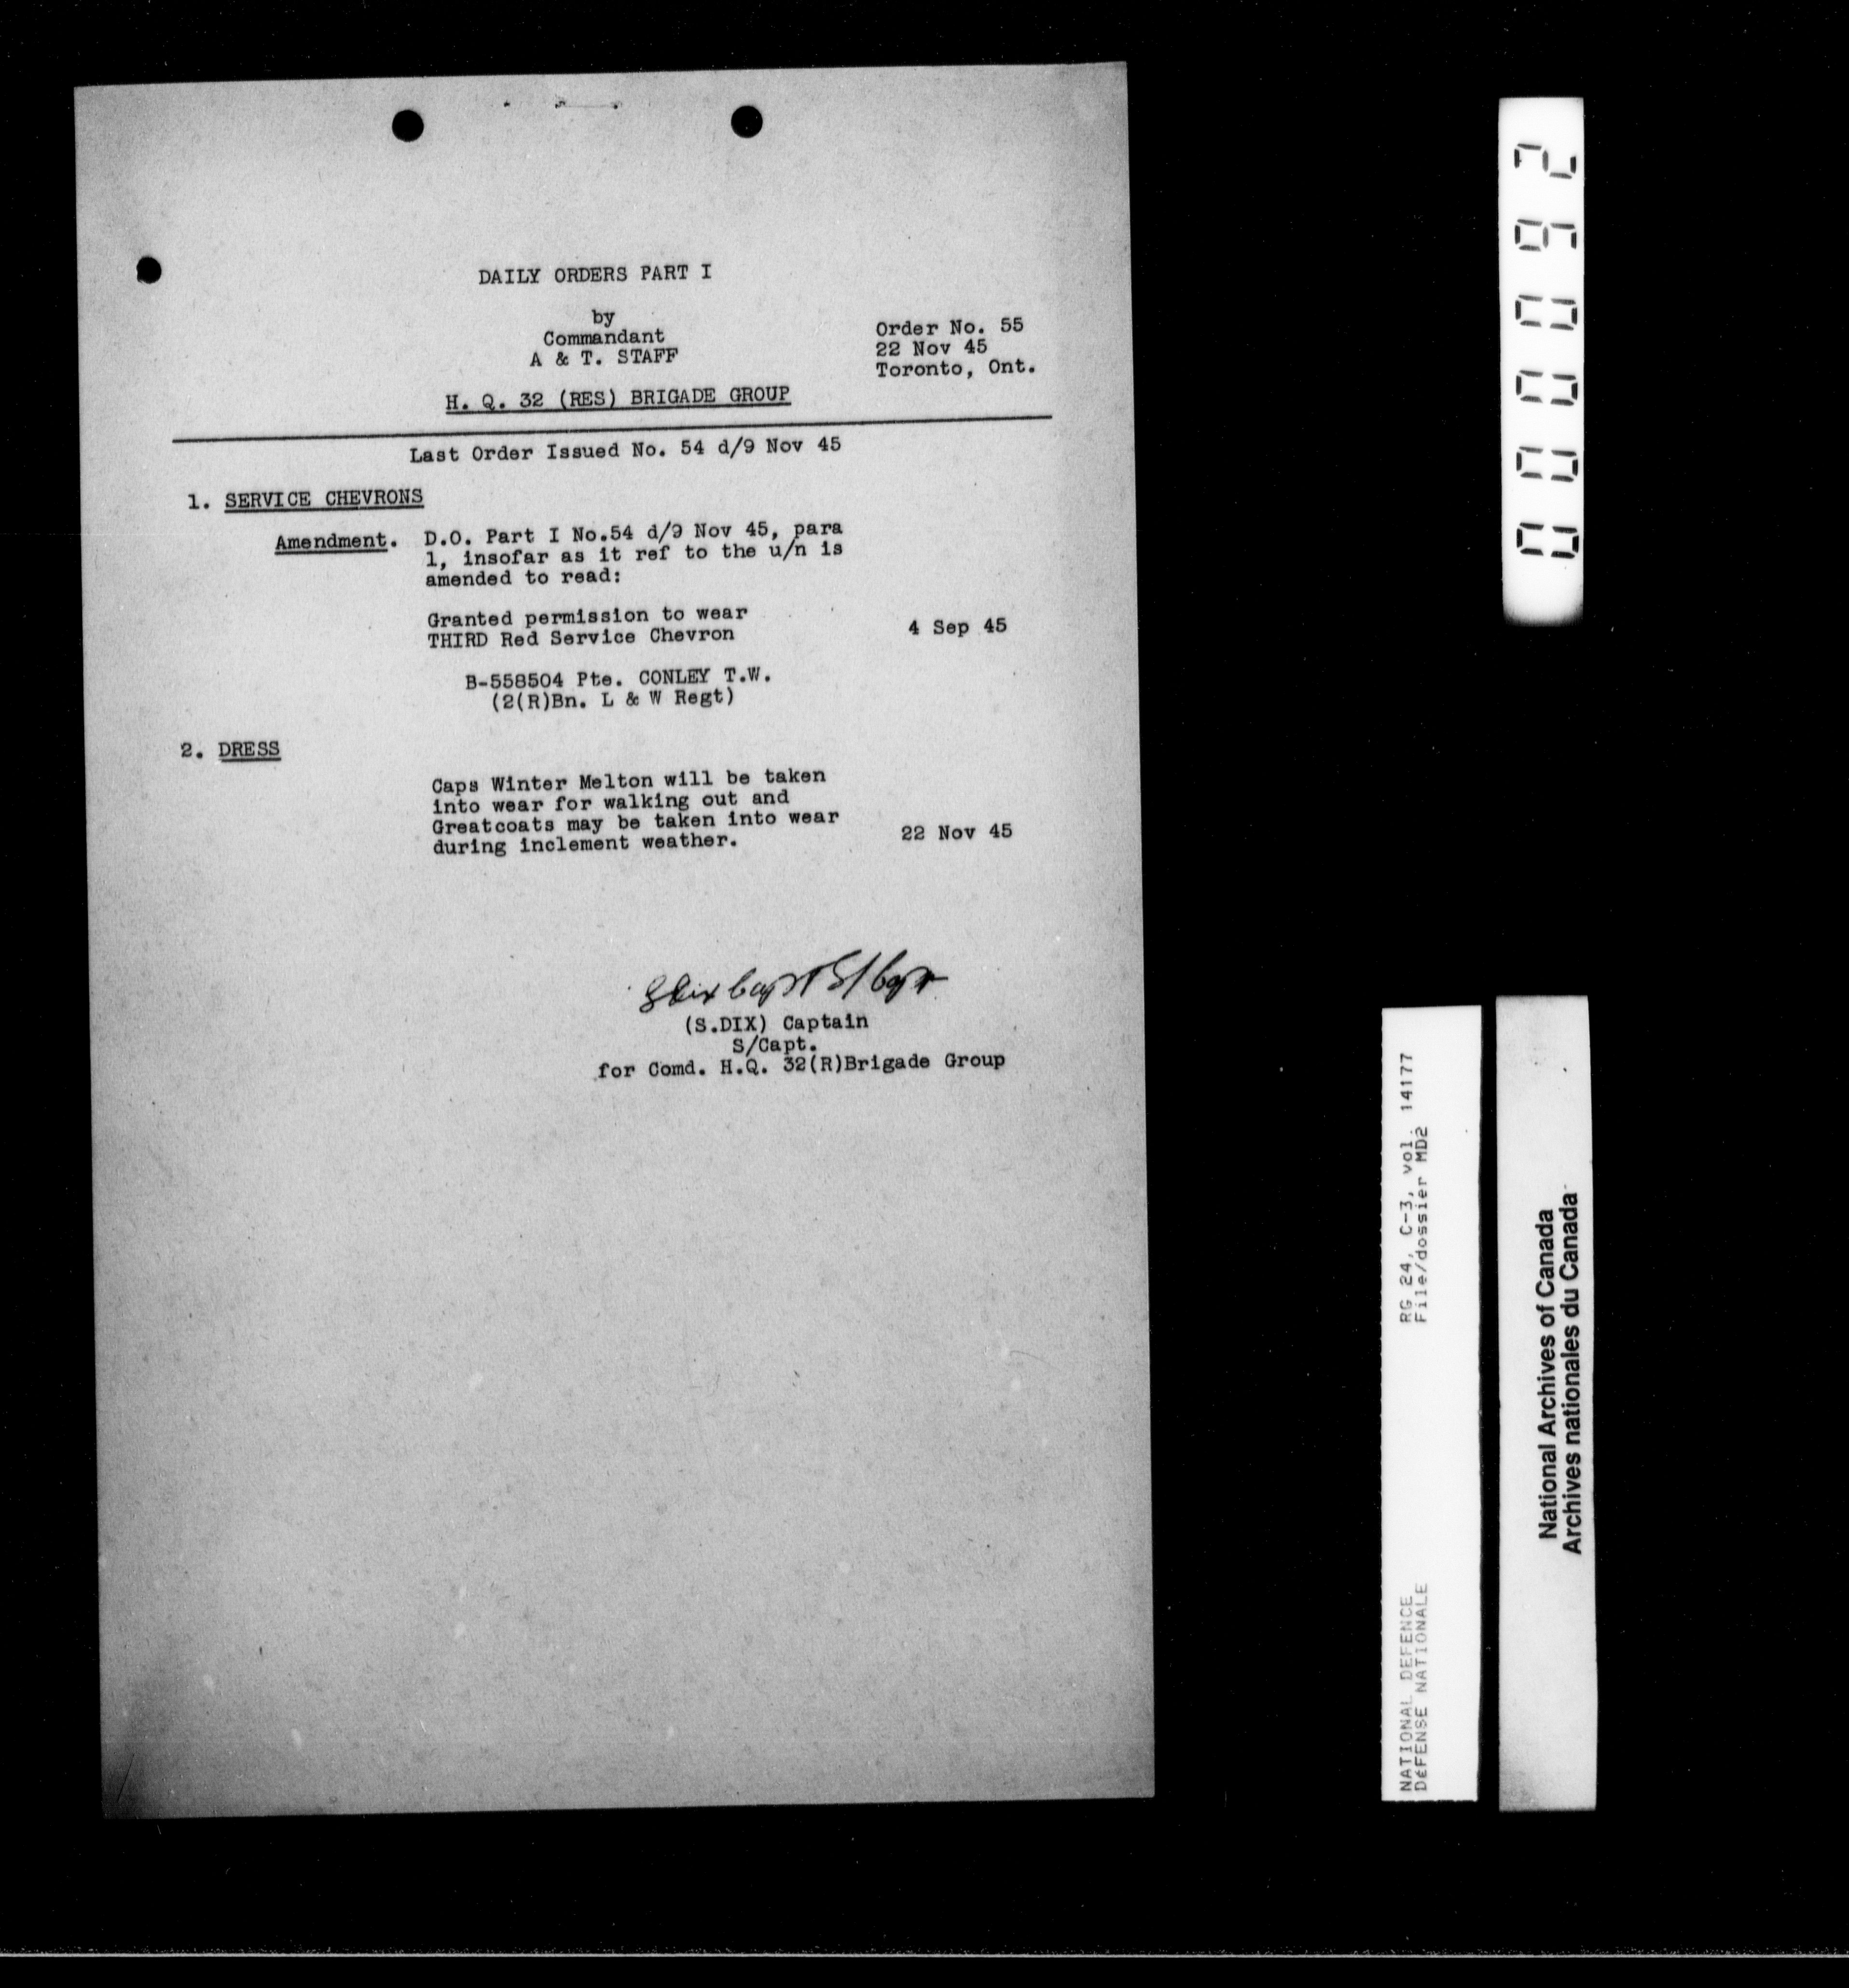 DAILY ORDERS PART I
by
Commandant
A & T. STAFF
H. Q. 32 (RES) BRIGADE GROUP
Order No. 55
22 Nov 45
Toronto, Ont.
Last Order Issued No. 54 d/9 Nov 45
1. SERVICE CHEVRONS
Amendment. D.O. Part I No.54 d/9 Nov 45, para
1, insofar as it ref to the u/n is
amended to read:
Granted permission to wear
THIRD Red Service Chevron 4 Sep 45
B-558504 Pte. CONLEY T.W.
(2(R)Bn. L & W Regt)
2. DRESS
Caps Winter Melton will be taken
into wear for walking out and
Greatcoats may be taken into wear
during inclement weather. 22 Nov 45
SDix Capt S/Capt
(S.DIX) Captain
S/Capt.
for Comd. H.Q. 32(R)Brigade Group
000092
RG 24, C-3, vol. 14177
File/dossier MD2
NATIONAL DEFENCE
DÉFENSE NATIONALE
National Archives of Canada
Archives nationales du Canada